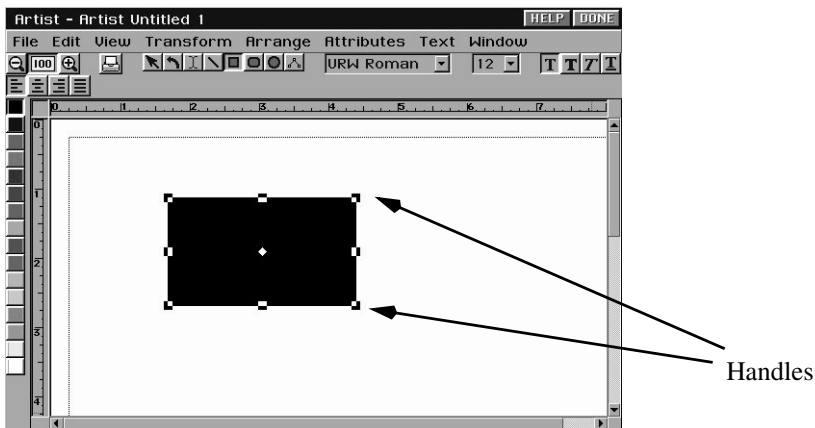 Artist - Artist Untitled 1 HELP DONE
File Edit View Transform Arrange Attributes Text Window
100 URW Roman 12 T T T T
0 1 2 3 4 5 6 7
0
1
2
3
4
Handles